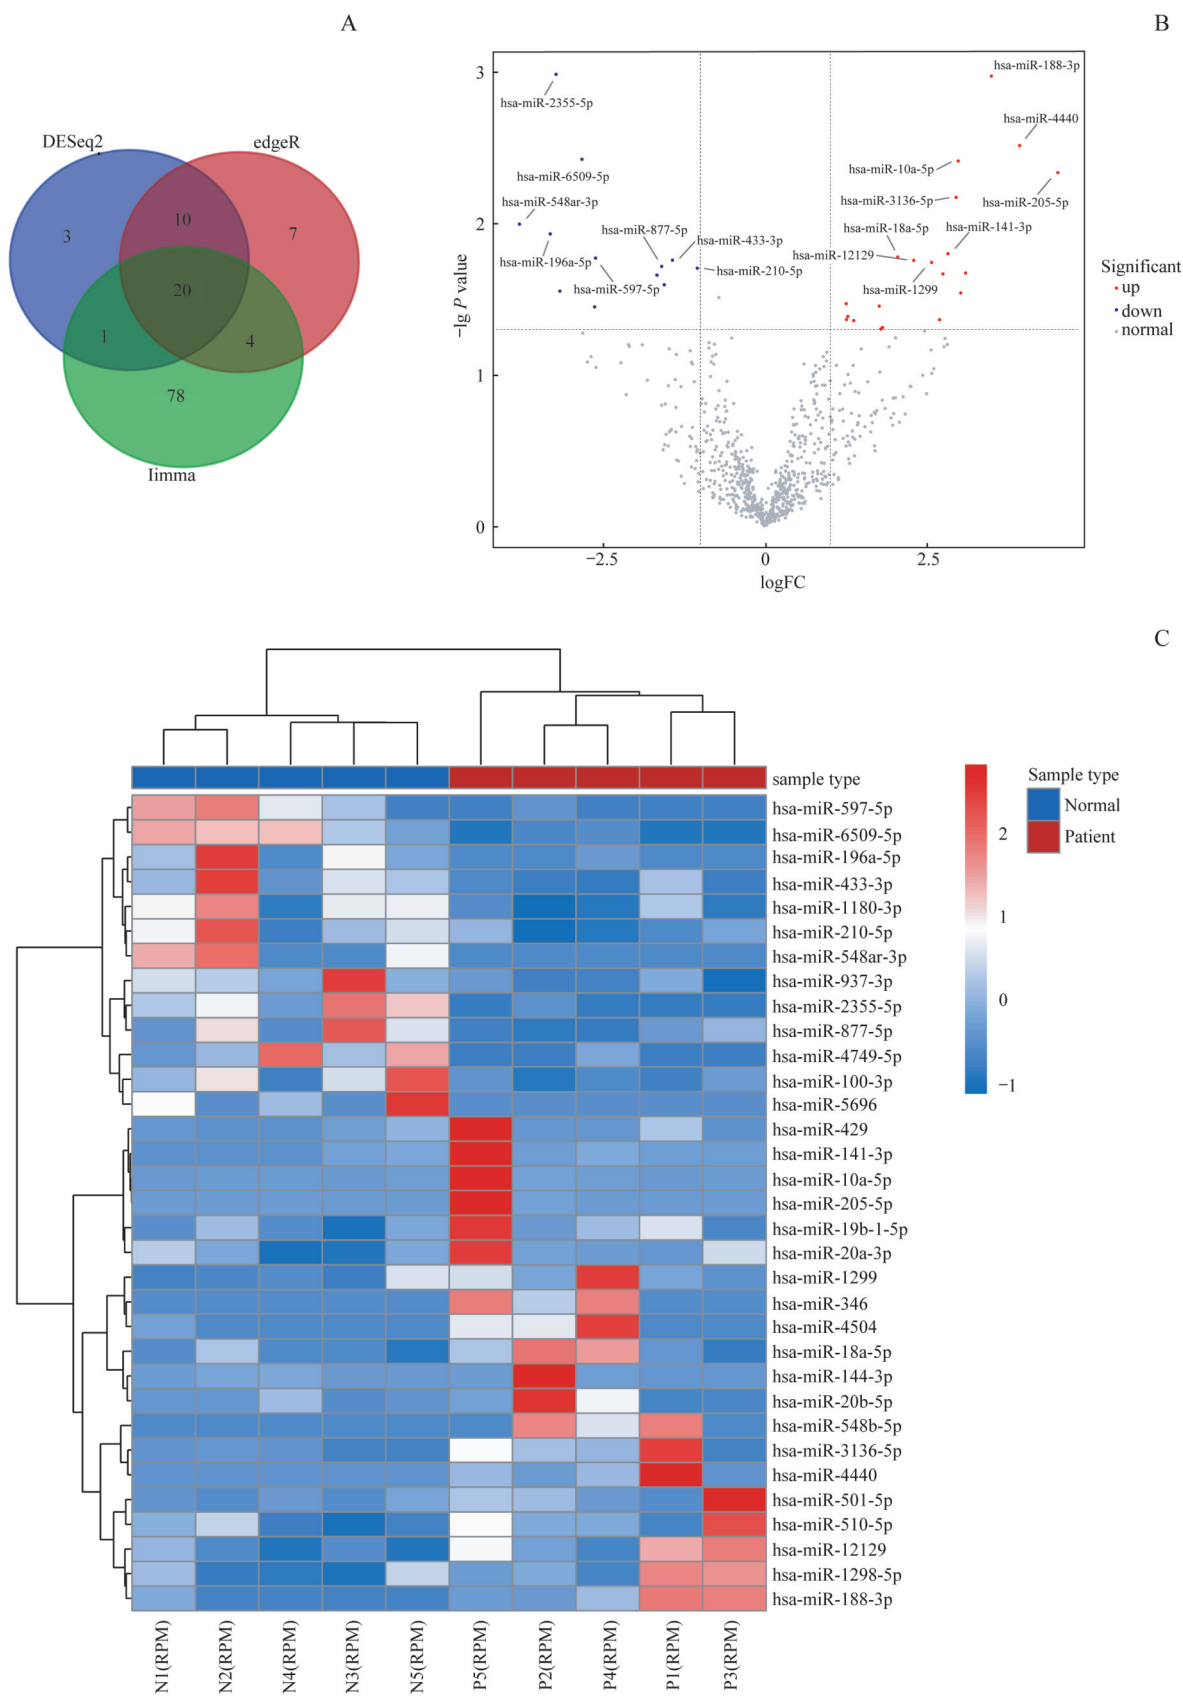 A
DESeq2
edgeR
3
10
7
20
1
4
78
limma
B
3
2
1
0
−2.5
0
2.5
−lg P value
logFC
hsa-miR-188-3p
hsa-miR-2355-5p
hsa-miR-4440
hsa-miR-10a-5p
hsa-miR-6509-5p
hsa-miR-3136-5p
hsa-miR-205-5p
hsa-miR-548ar-3p
hsa-miR-877-5p
hsa-miR-18a-5p
hsa-miR-141-3p
hsa-miR-433-3p
hsa-miR-12129
hsa-miR-196a-5p
hsa-miR-210-5p
hsa-miR-597-5p
hsa-miR-1299
Significant
up
down
normal
C
sample type
hsa-miR-597-5p
hsa-miR-6509-5p
hsa-miR-196a-5p
hsa-miR-433-3p
hsa-miR-1180-3p
hsa-miR-210-5p
hsa-miR-548ar-3p
hsa-miR-937-3p
hsa-miR-2355-5p
hsa-miR-877-5p
hsa-miR-4749-5p
hsa-miR-100-3p
hsa-miR-5696
hsa-miR-429
hsa-miR-141-3p
hsa-miR-10a-5p
hsa-miR-205-5p
hsa-miR-19b-1-5p
hsa-miR-20a-3p
hsa-miR-1299
hsa-miR-346
hsa-miR-4504
hsa-miR-18a-5p
hsa-miR-144-3p
hsa-miR-20b-5p
hsa-miR-548b-5p
hsa-miR-3136-5p
hsa-miR-4440
hsa-miR-501-5p
hsa-miR-510-5p
hsa-miR-12129
hsa-miR-1298-5p
hsa-miR-188-3p
N1(RPM)
N2(RPM)
N4(RPM)
N3(RPM)
N5(RPM)
P5(RPM)
P2(RPM)
P4(RPM)
P1(RPM)
P3(RPM)
2
1
0
−1
Sample type
Normal
Patient